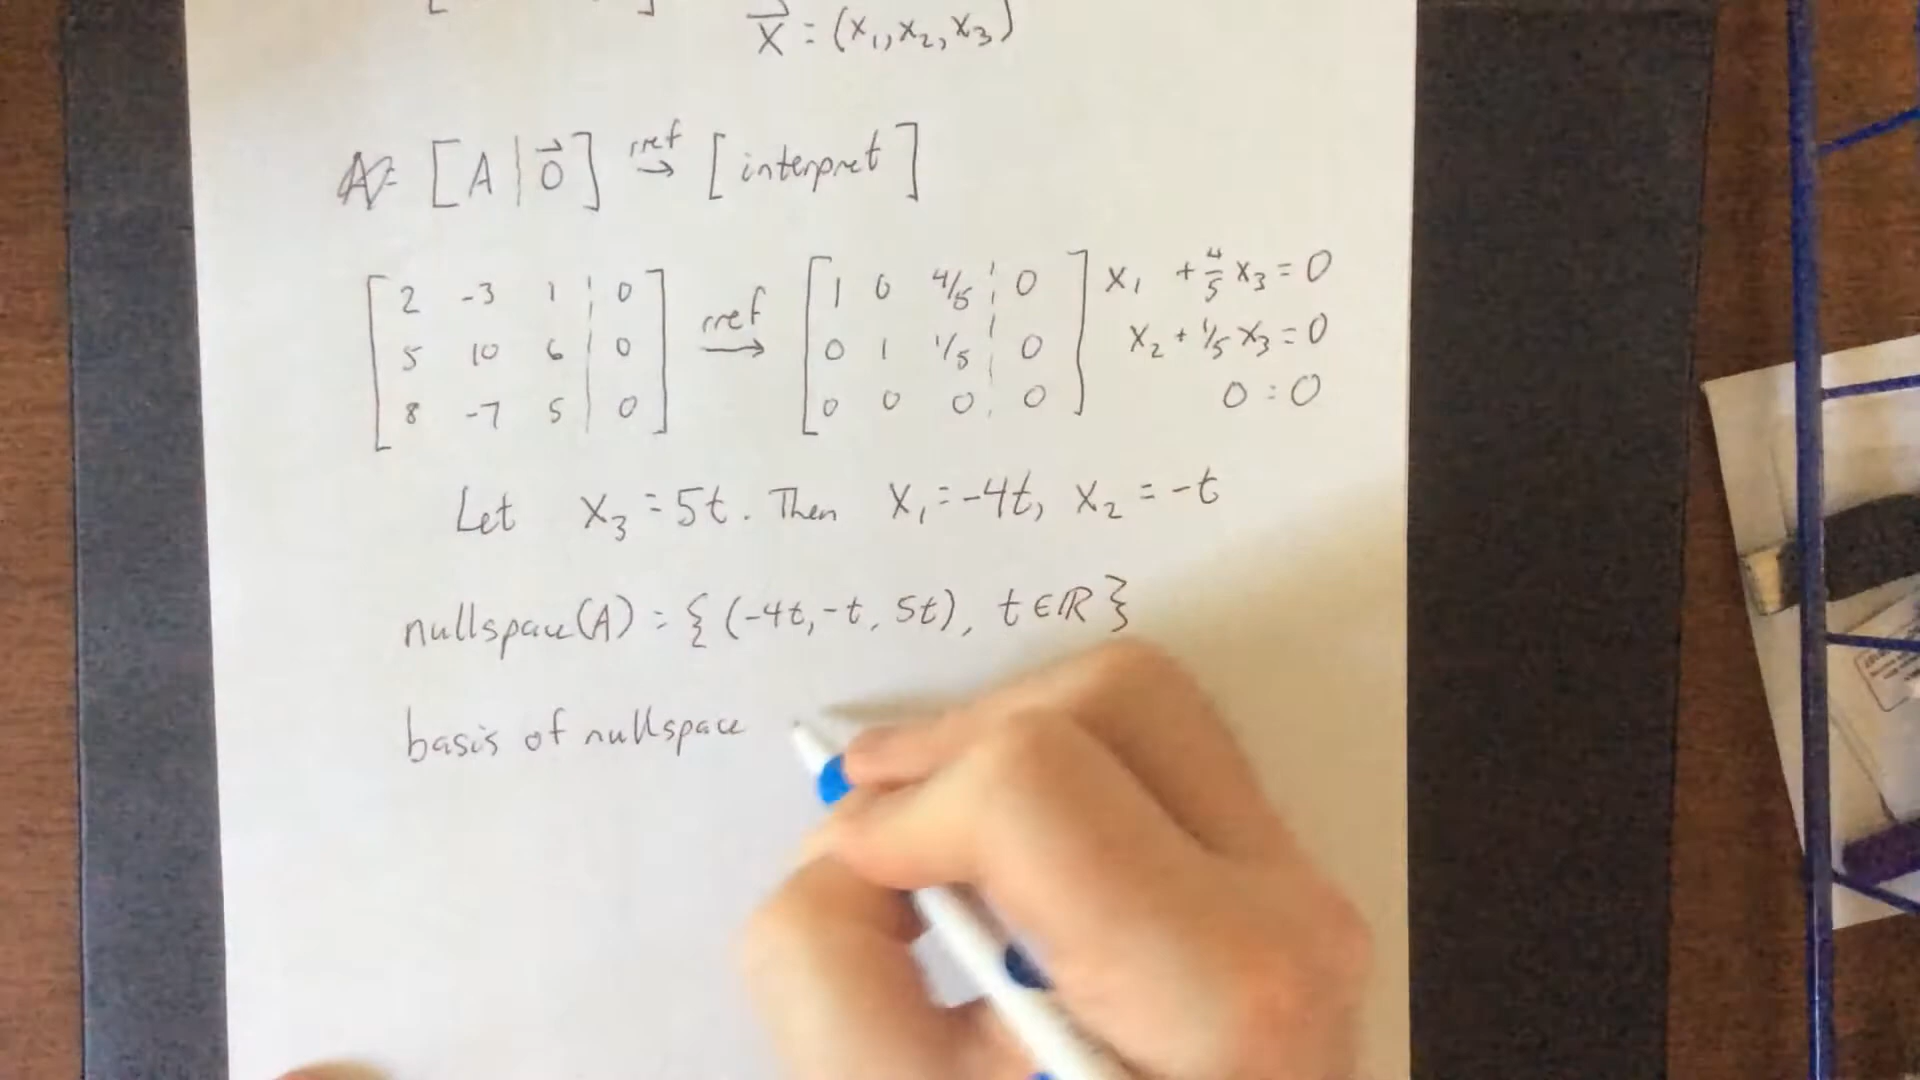 X⃗ = (x₁, x₂, x₃)
A= [A | 0⃗] rref → [interpret]
[2 -3 1 | 0] rref → [1 0 4/5 | 0] x₁ + 4/5 x₃ = 0
[5 10 6 | 0] [0 1 1/5 | 0] x₂ + 1/5 x₃ = 0
[8 -7 5 | 0] [0 0 0 | 0] 0 = 0
Let x₃ = 5t. Then x₁ = -4t, x₂ = -t
nullspace(A) = {(-4t, -t, 5t), t ∈ ℝ}
basis of nullspace